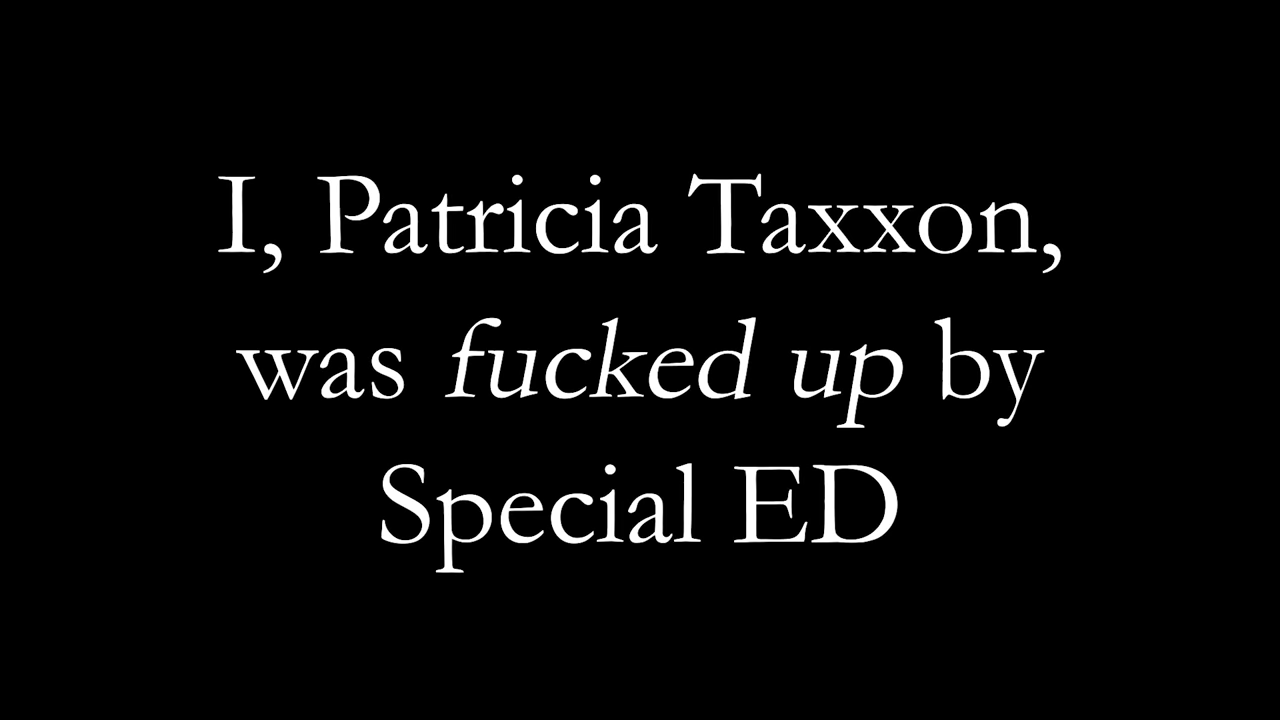 I, Patricia Taxxon,
was fucked up by
Special ED